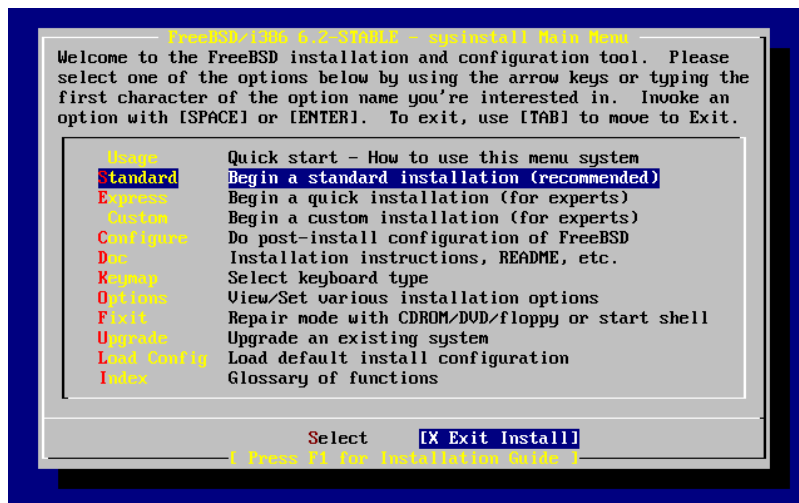 FreeBSD/i386 6.2-STABLE - sysinstall Main Menu
Welcome to the FreeBSD installation and configuration tool.  Please
select one of the options below by using the arrow keys or typing the
first character of the option name you're interested in.  Invoke an
option with [SPACE] or [ENTER].  To exit, use [TAB] to move to Exit.
Usage Quick start - How to use this menu system
Standard Begin a standard installation (recommended)
Express Begin a quick installation (for experts)
Custom Begin a custom installation (for experts)
Configure Do post-install configuration of FreeBSD
Doc Installation instructions, README, etc.
Keymap Select keyboard type
Options View/Set various installation options
Fixit Repair mode with CDROM/DVD/floppy or start shell
Upgrade Upgrade an existing system
Load Config Load default install configuration
Index Glossary of functions
Select [X Exit Install]
[ Press F1 for Installation Guide ]